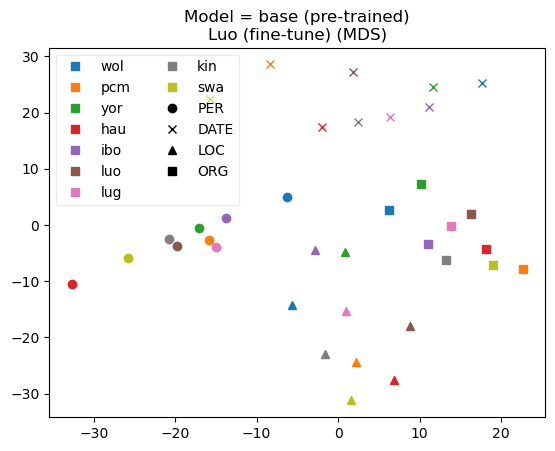 Model = base (pre-trained)
Luo (fine-tune) (MDS)
wol
pcm
yor
hau
ibo
luo
lug
kin
swa
PER
DATE
LOC
ORG
30
20
10
0
−10
−20
−30
−30
−20
−10
0
10
20